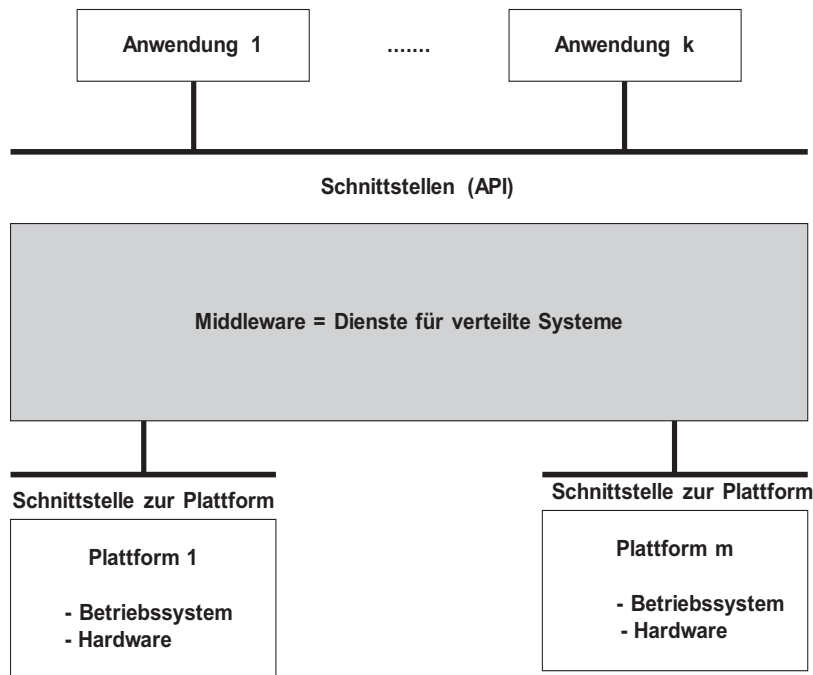 Anwendung 1
.......
Anwendung k
Schnittstellen (API)
Middleware = Dienste für verteilte Systeme
Schnittstelle zur Plattform
Plattform 1
- Betriebssystem
- Hardware
Schnittstelle zur Plattform
Plattform m
- Betriebssystem
- Hardware